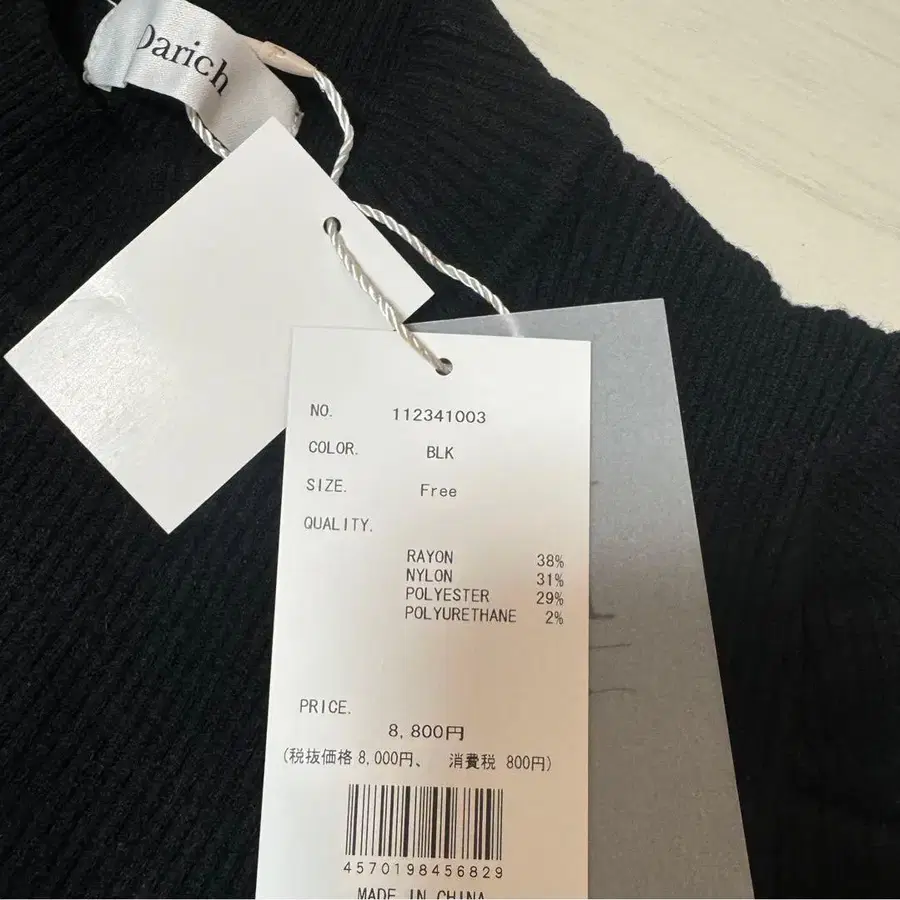 Darich
NO. 112341003
COLOR. BLK
SIZE. Free
QUALITY.
RAYON 38%
NYLON 31%
POLYESTER 29%
POLYURETHANE 2%
PRICE.
8,800円
(税抜価格 8,000円、 消費税 800円)
4570198456829
MADE IN CHINA